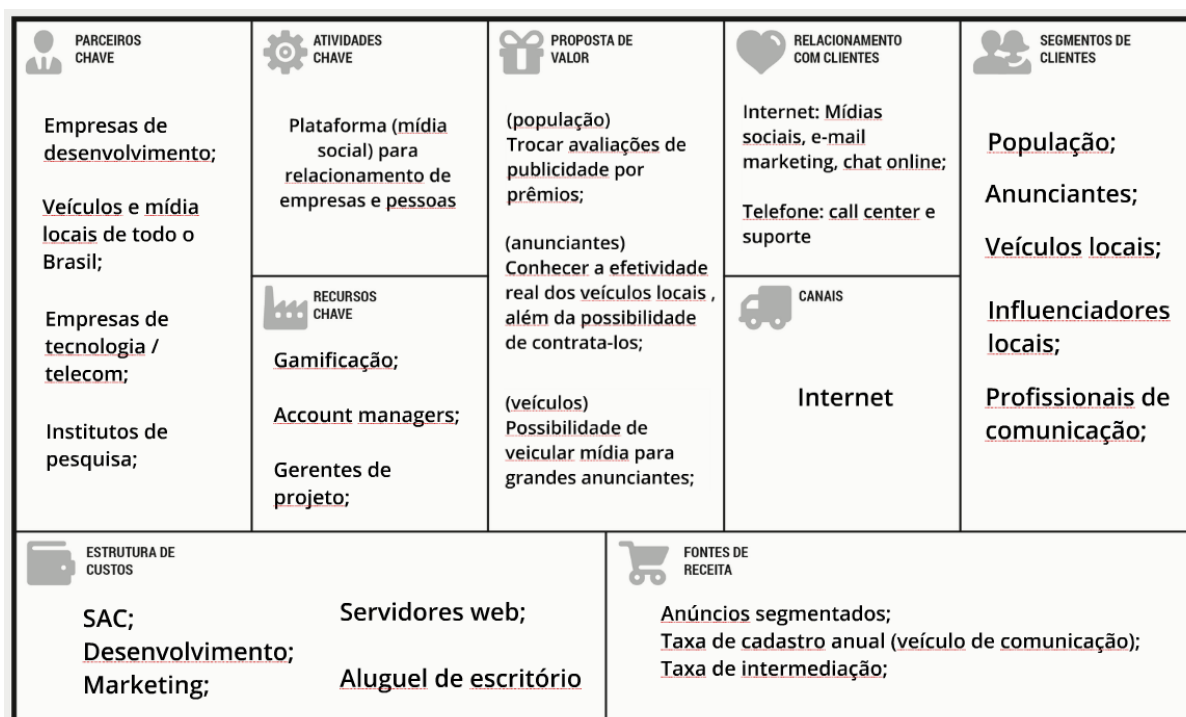 PARCEIROS
CHAVE
Empresas de
desenvolvimento;
Veículos e mídia
locais de todo o
Brasil;
Empresas de
tecnologia /
telecom;
Institutos de
pesquisa;
ATIVIDADES
CHAVE
Plataforma (mídia
social) para
relacionamento de
empresas e pessoas
RECURSOS
CHAVE
Gamificação;
Account managers;
Gerentes de
projeto;
PROPOSTA DE
VALOR
(população)
Trocar avaliações de
publicidade por
prêmios;
(anunciantes)
Conhecer a efetividade
real dos veículos locais ,
além da possibilidade
de contrata-los;
(veículos)
Possibilidade de
veicular mídia para
grandes anunciantes;
RELACIONAMENTO
COM CLIENTES
Internet: Mídias
sociais, e-mail
marketing, chat online;
Telefone: call center e
suporte
CANAIS
Internet
SEGMENTOS DE
CLIENTES
População;
Anunciantes;
Veículos locais;
Influenciadores
locais;
Profissionais de
comunicação;
ESTRUTURA DE
CUSTOS
SAC;
Desenvolvimento;
Marketing;
Servidores web;
Aluguel de escritório
FONTES DE
RECEITA
Anúncios segmentados;
Taxa de cadastro anual (veículo de comunicação);
Taxa de intermediação;